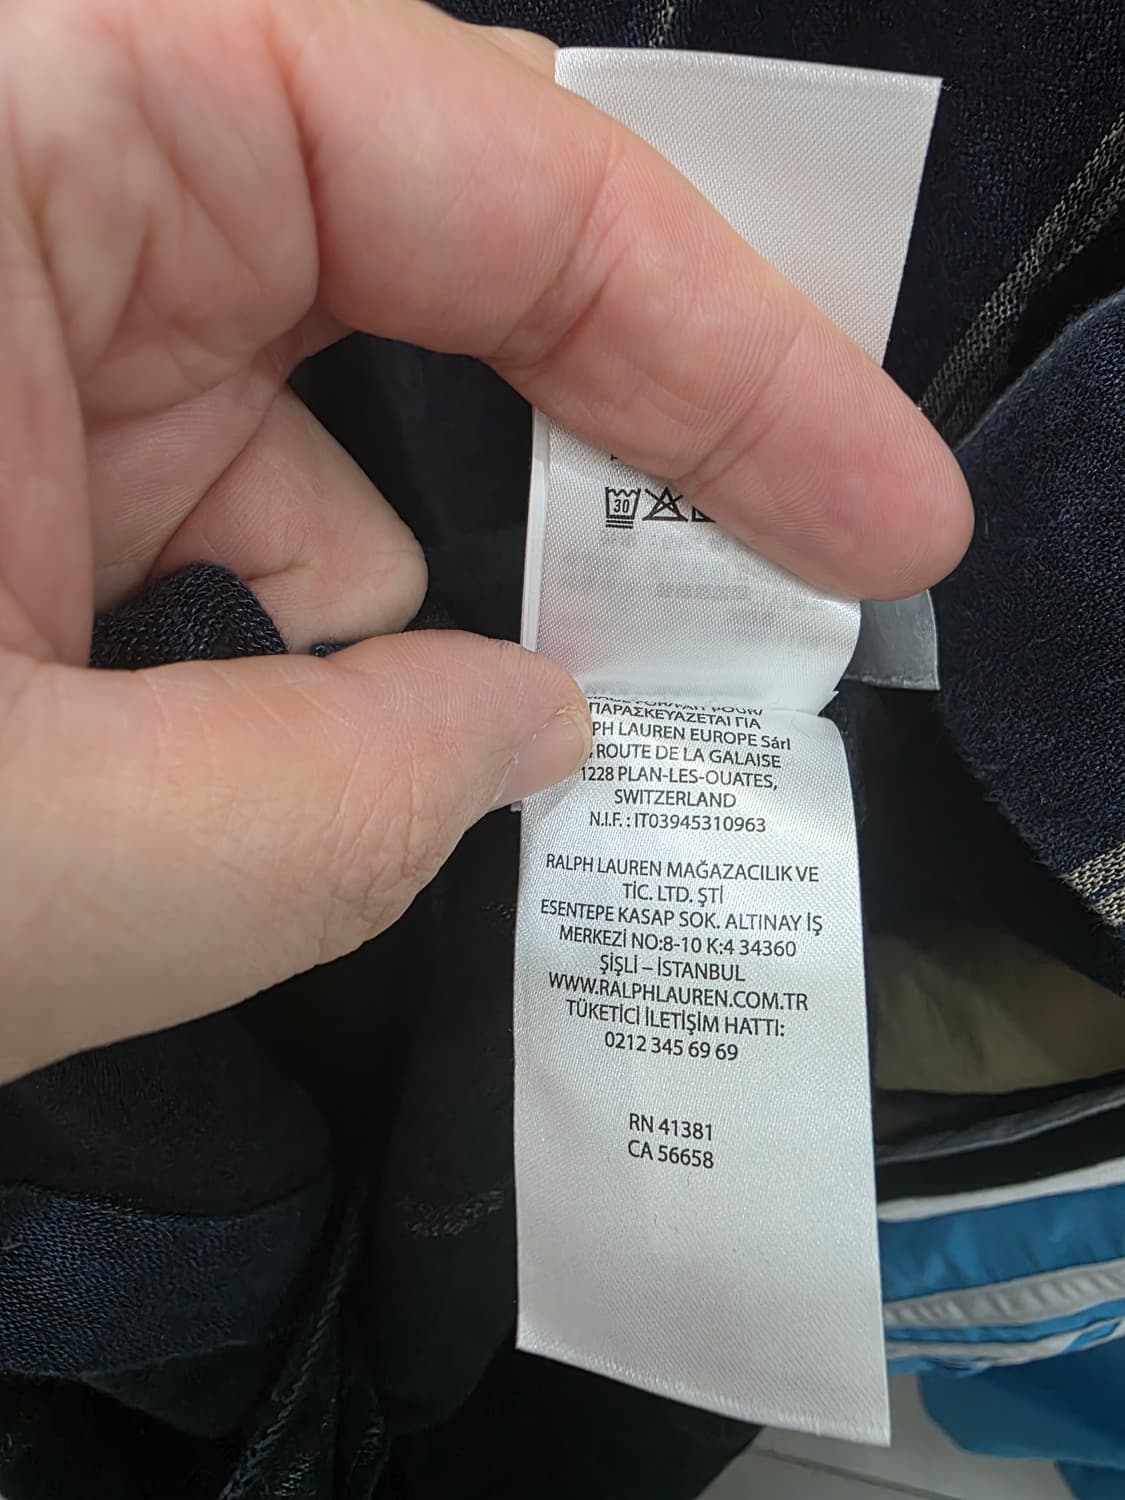 30
ΠΑΡΑΣΚΕΥΑΖΕΤΑΙ ΓΙΑ
PH LAUREN EUROPE Sárl
ROUTE DE LA GALAISE
1228 PLAN-LES-OUATES,
SWITZERLAND
N.I.F. : IT03945310963
RALPH LAUREN MAĞAZACILIK VE
TİC. LTD. ŞTİ
ESENTEPE KASAP SOK. ALTINAY İŞ
MERKEZİ NO:8-10 K:4 34360
ŞİŞLİ – İSTANBUL
WWW.RALPHLAUREN.COM.TR
TÜKETİCİ İLETİŞİM HATTI:
0212 345 69 69
RN 41381
CA 56658